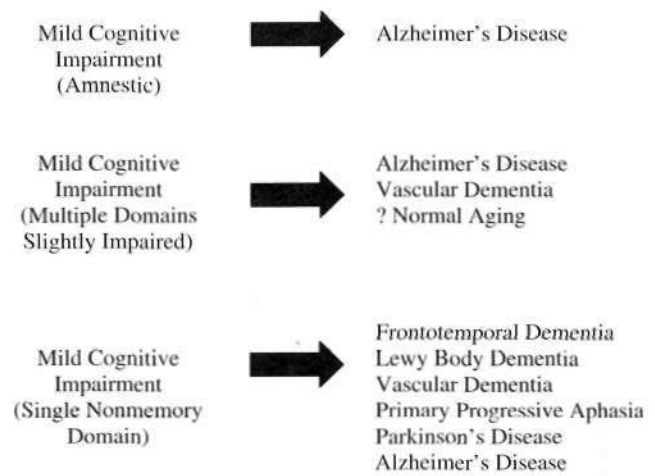 Mild Cognitive
Impairment
(Amnestic)
Alzheimer's Disease
Mild Cognitive
Impairment
(Multiple Domains
Slightly Impaired)
Alzheimer's Disease
Vascular Dementia
? Normal Aging
Mild Cognitive
Impairment
(Single Nonmemory
Domain)
Frontotemporal Dementia
Lewy Body Dementia
Vascular Dementia
Primary Progressive Aphasia
Parkinson's Disease
Alzheimer's Disease